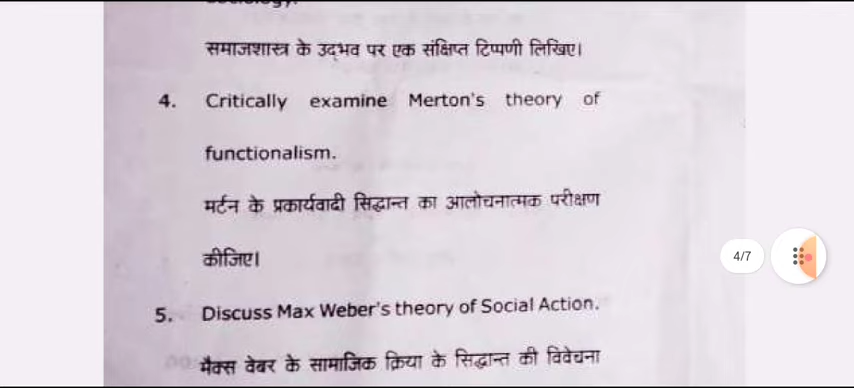 समाजशास्त्र के उद्भव पर एक संक्षिप्त टिप्पणी लिखिए।
4. Critically examine Merton's theory of
functionalism.
मर्टन के प्रकार्यवादी सिद्धान्त का आलोचनात्मक परीक्षण
कीजिए।
4/7
5. Discuss Max Weber's theory of Social Action.
मैक्स वेबर के सामाजिक क्रिया के सिद्धान्त की विवेचना